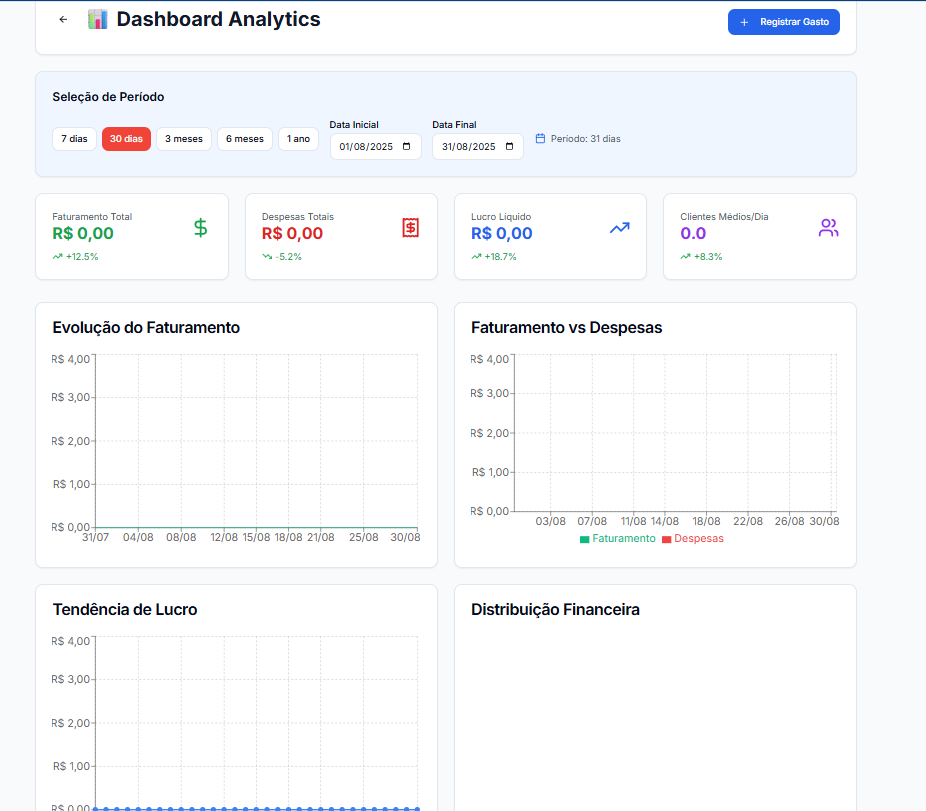 Dashboard Analytics
Registrar Gasto
Seleção de Período
7 dias
30 dias
3 meses
6 meses
1 ano
Data Inicial
01/08/2025
Data Final
31/08/2025
Período: 31 dias
Faturamento Total
R$ 0,00
+12.5%
Despesas Totais
R$ 0,00
-5.2%
Lucro Líquido
R$ 0,00
+18.7%
Clientes Médios/Dia
0.0
+8.3%
Evolução do Faturamento
R$ 4,00
R$ 3,00
R$ 2,00
R$ 1,00
R$ 0,00
31/07 04/08 08/08 12/08 15/08 18/08 21/08 25/08 30/08
Faturamento vs Despesas
R$ 4,00
R$ 3,00
R$ 2,00
R$ 1,00
R$ 0,00
03/08 07/08 11/08 14/08 18/08 22/08 26/08 30/08
Faturamento Despesas
Tendência de Lucro
R$ 4,00
R$ 3,00
R$ 2,00
R$ 1,00
R$ 0,00
Distribuição Financeira